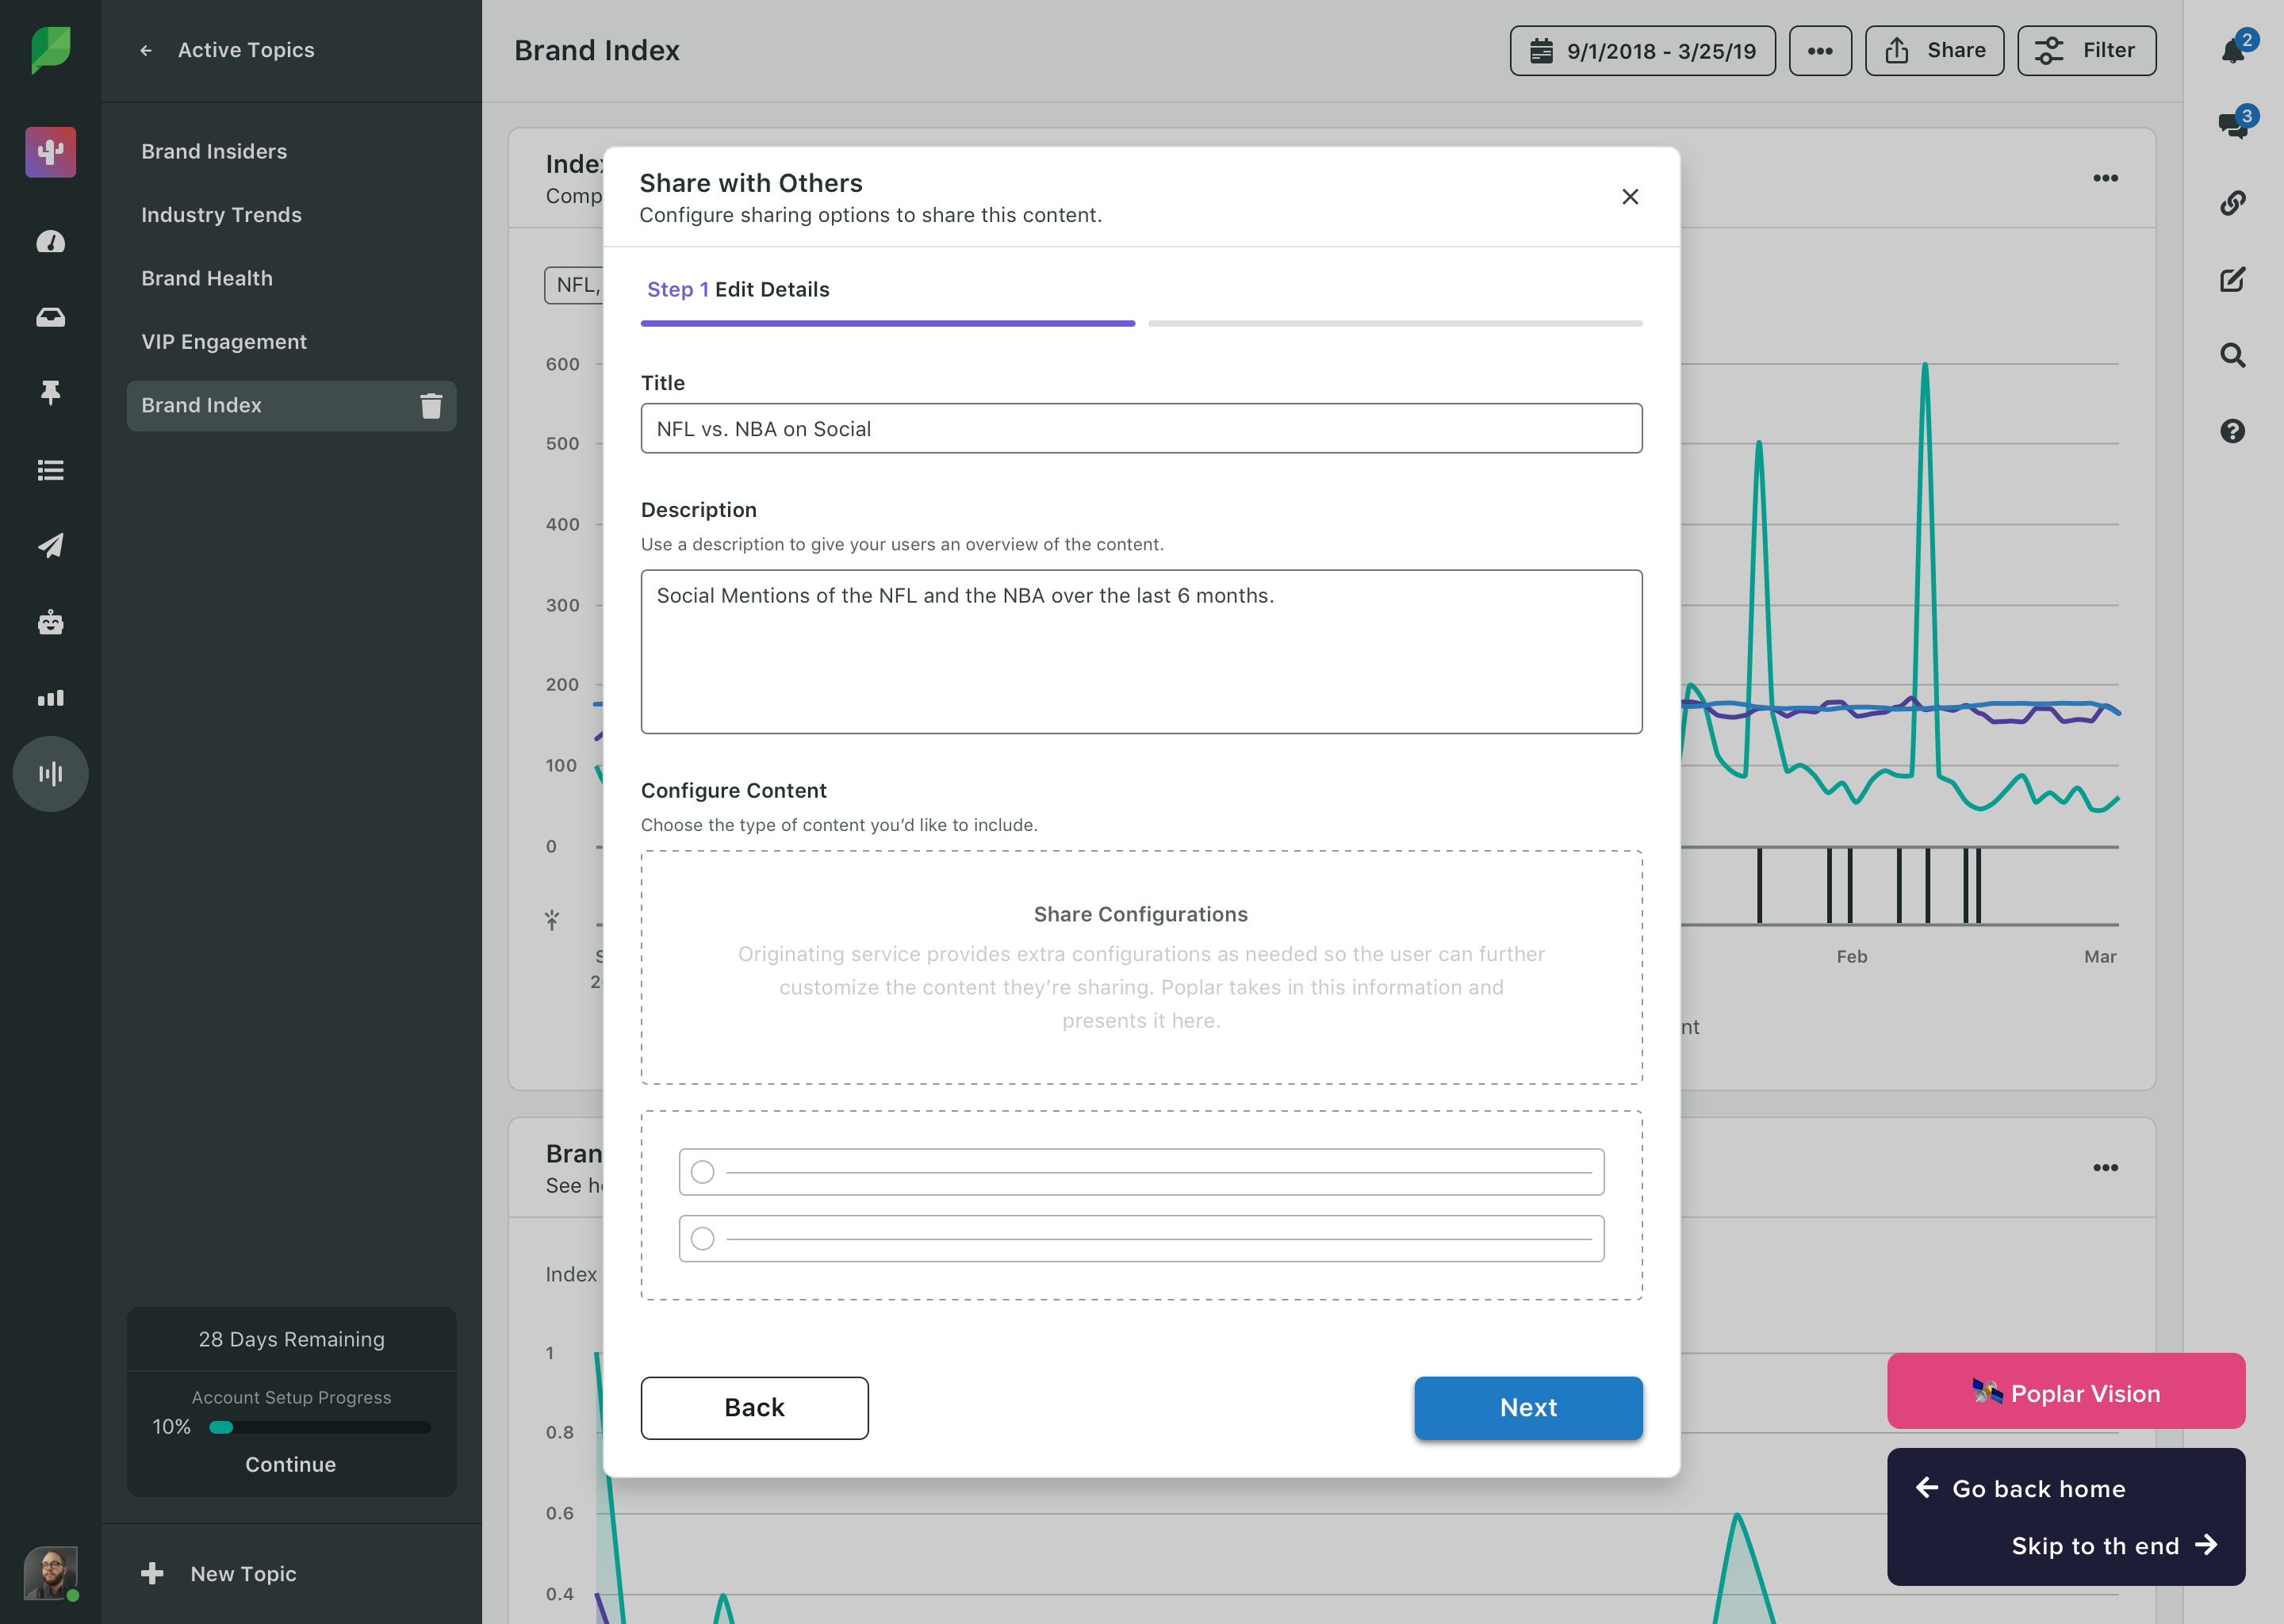 Active Topics
Brand Insiders
Industry Trends
Brand Health
VIP Engagement
Brand Index
28 Days Remaining
Account Setup Progress
10%
Continue
New Topic
Brand Index
9/1/2018 - 3/25/19
Share
Filter
2
3
NFL,
600
500
400
300
200
100
0
Feb
Mar
Index
1
0.8
0.6
0.4
Share with Others
Configure sharing options to share this content.
Step 1 Edit Details
Title
NFL vs. NBA on Social
Description
Use a description to give your users an overview of the content.
Social Mentions of the NFL and the NBA over the last 6 months.
Configure Content
Choose the type of content you’d like to include.
Share Configurations
Originating service provides extra configurations as needed so the user can further
customize the content they’re sharing. Poplar takes in this information and
presents it here.
Back
Next
Poplar Vision
Go back home
Skip to th end